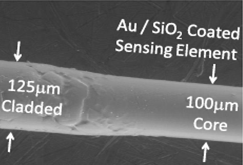 Au / SiO₂ Coated
Sensing Element
125µm
Cladded
100µm
Core